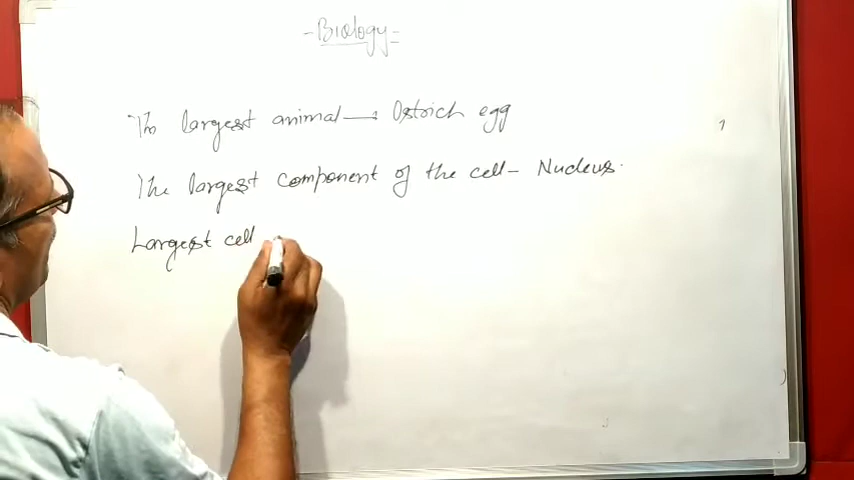 -Biology=
The largest animal → Ostrich egg
The largest component of the cell- Nucleus.
Largest cell